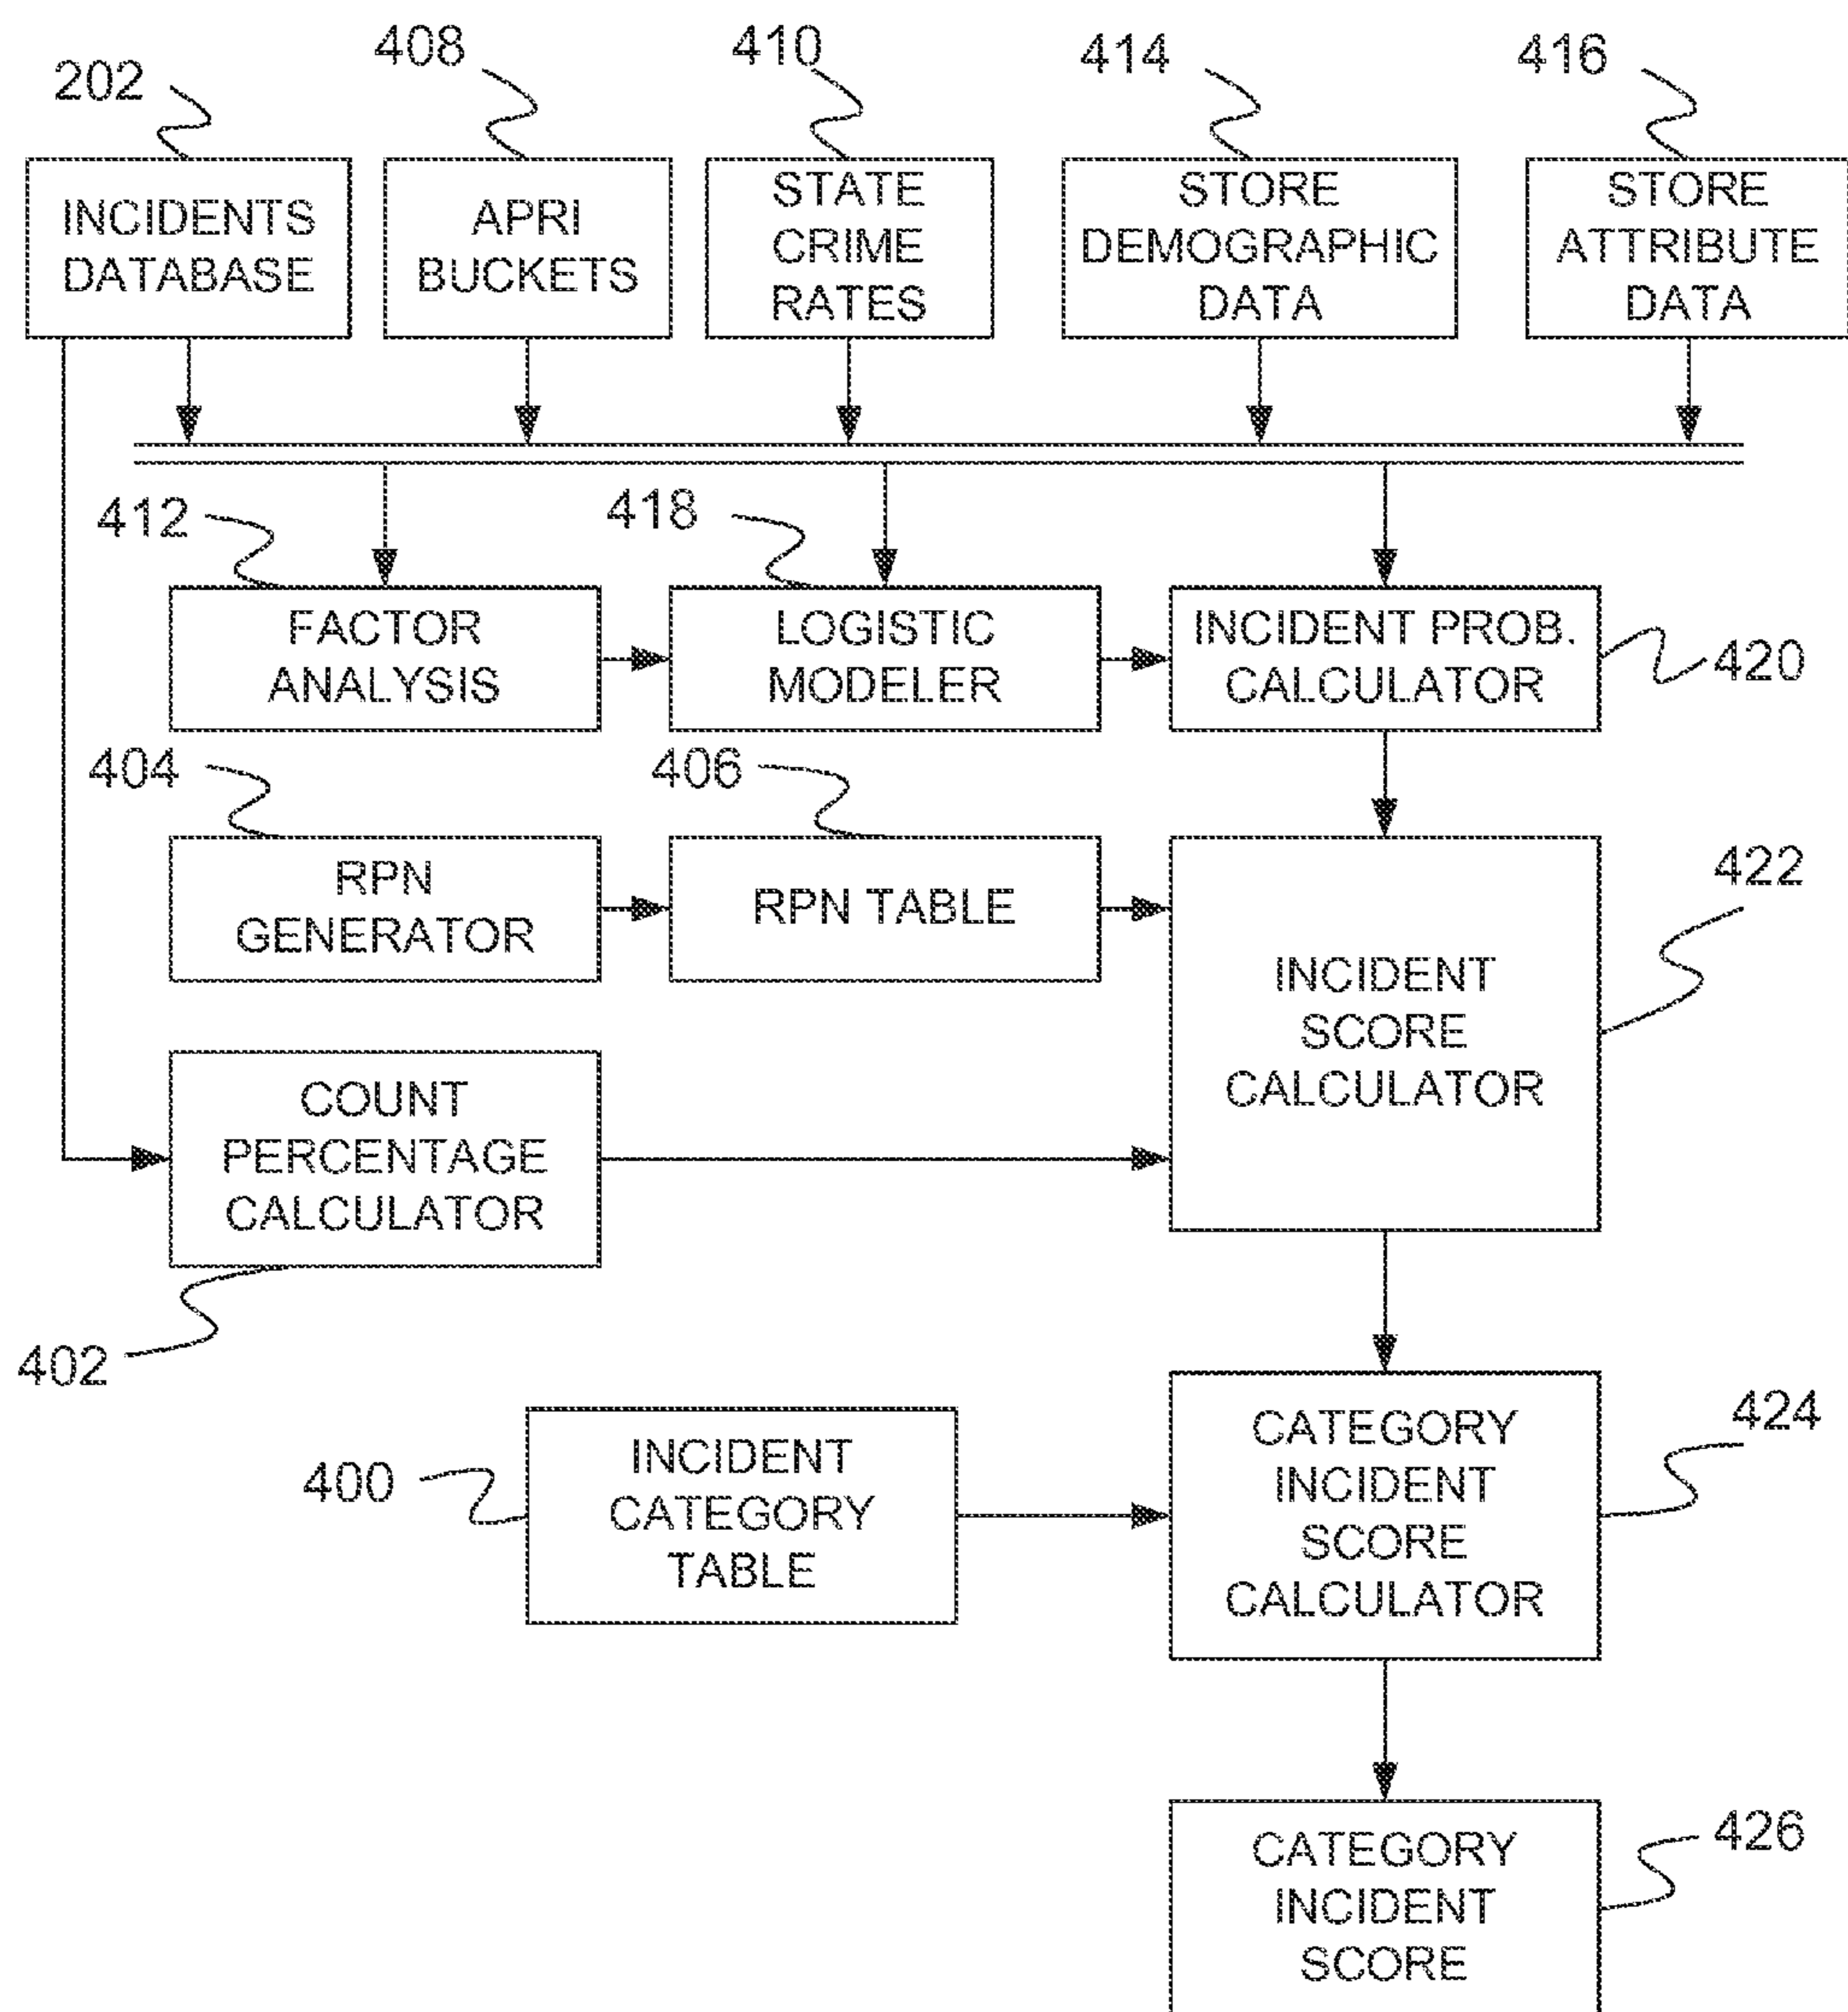 408
410
414
416
202
INCIDENTS
DATABASE
APRI
BUCKETS
STATE
CRIME
RATES
STORE
DEMOGRAPHIC
DATA
STORE
ATTRIBUTE
DATA
412
418
FACTOR
ANALYSIS
LOGISTIC
MODELER
INCIDENT PROB.
CALCULATOR
420
404
406
RPN
GENERATOR
RPN TABLE
INCIDENT
SCORE
CALCULATOR
422
COUNT
PERCENTAGE
CALCULATOR
402
400
INCIDENT
CATEGORY
TABLE
CATEGORY
INCIDENT
SCORE
CALCULATOR
424
CATEGORY
INCIDENT
SCORE
426